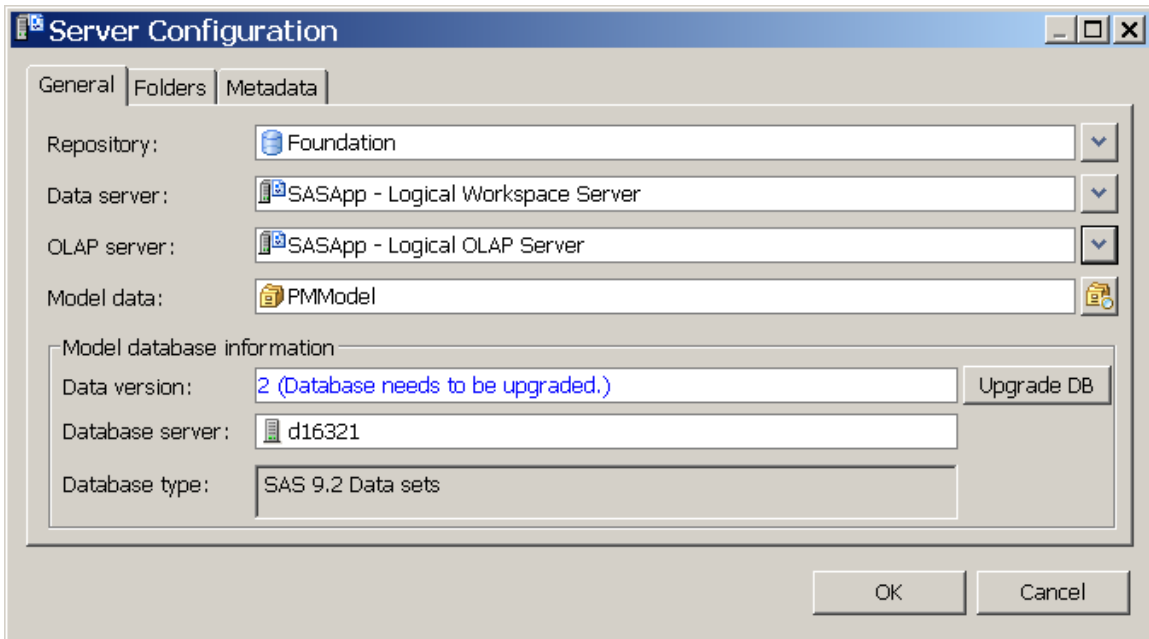 Server Configuration
General Folders Metadata
Repository: Foundation
Data server: SASApp - Logical Workspace Server
OLAP server: SASApp - Logical OLAP Server
Model data: PMModel
Model database information
Data version: 2 (Database needs to be upgraded.) Upgrade DB
Database server: d16321
Database type: SAS 9.2 Data sets
OK Cancel